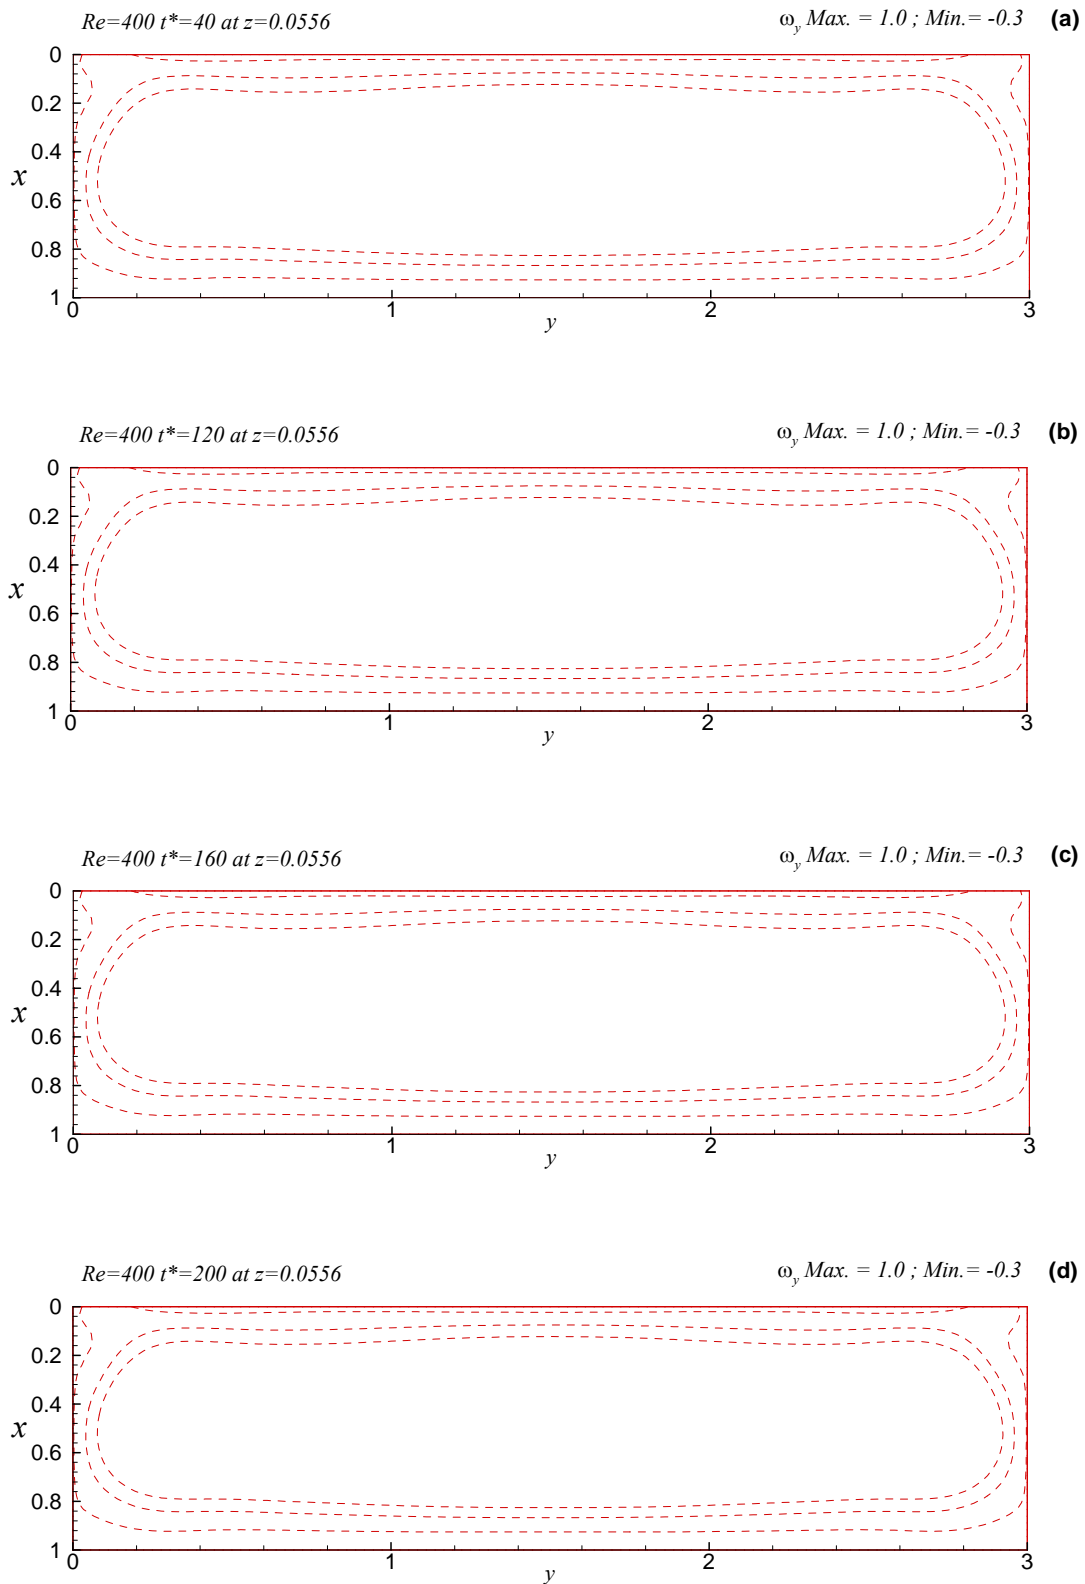 Re=400 t*=40 at z=0.0556
ωy Max. = 1.0 ; Min.= -0.3 (a)
0
0.2
0.4
x
0.6
0.8
1
0 1 2 3
y
Re=400 t*=120 at z=0.0556
ωy Max. = 1.0 ; Min.= -0.3 (b)
0
0.2
0.4
x
0.6
0.8
1
0 1 2 3
y
Re=400 t*=160 at z=0.0556
ωy Max. = 1.0 ; Min.= -0.3 (c)
0
0.2
0.4
x
0.6
0.8
1
0 1 2 3
y
Re=400 t*=200 at z=0.0556
ωy Max. = 1.0 ; Min.= -0.3 (d)
0
0.2
0.4
x
0.6
0.8
1
0 1 2 3
y